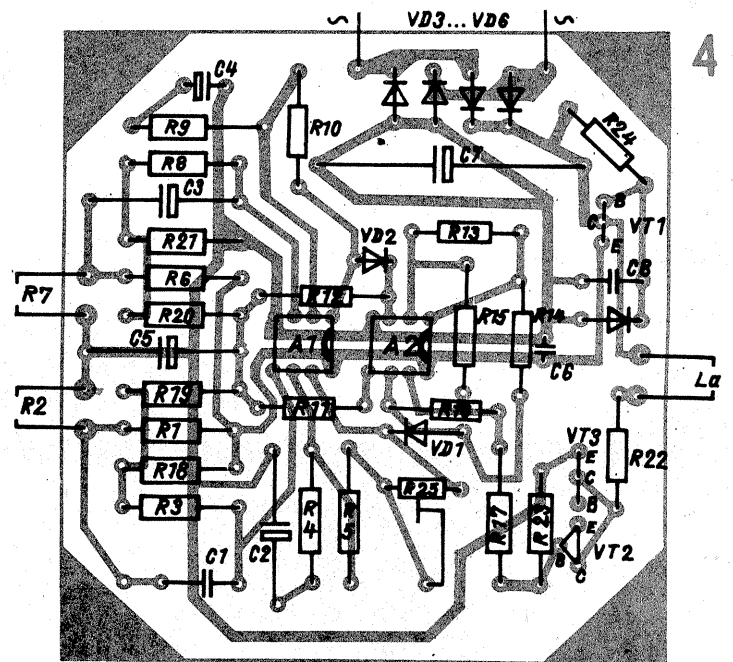 ~ VD3...VD6 ~
4
C4
R9
R10
R24
R8
C7
C3
B
C
VT1
E
R21
VD2
R13
R6
C8
R7
R12
R20
R15
R14
A1
A2
C5
C6
La
R19
R2
R11
R16
R1
VD1
VT3
E
R22
R18
C
R25
B
R3
R4
R5
R17
R23
E
C2
VT2
B
C1
C